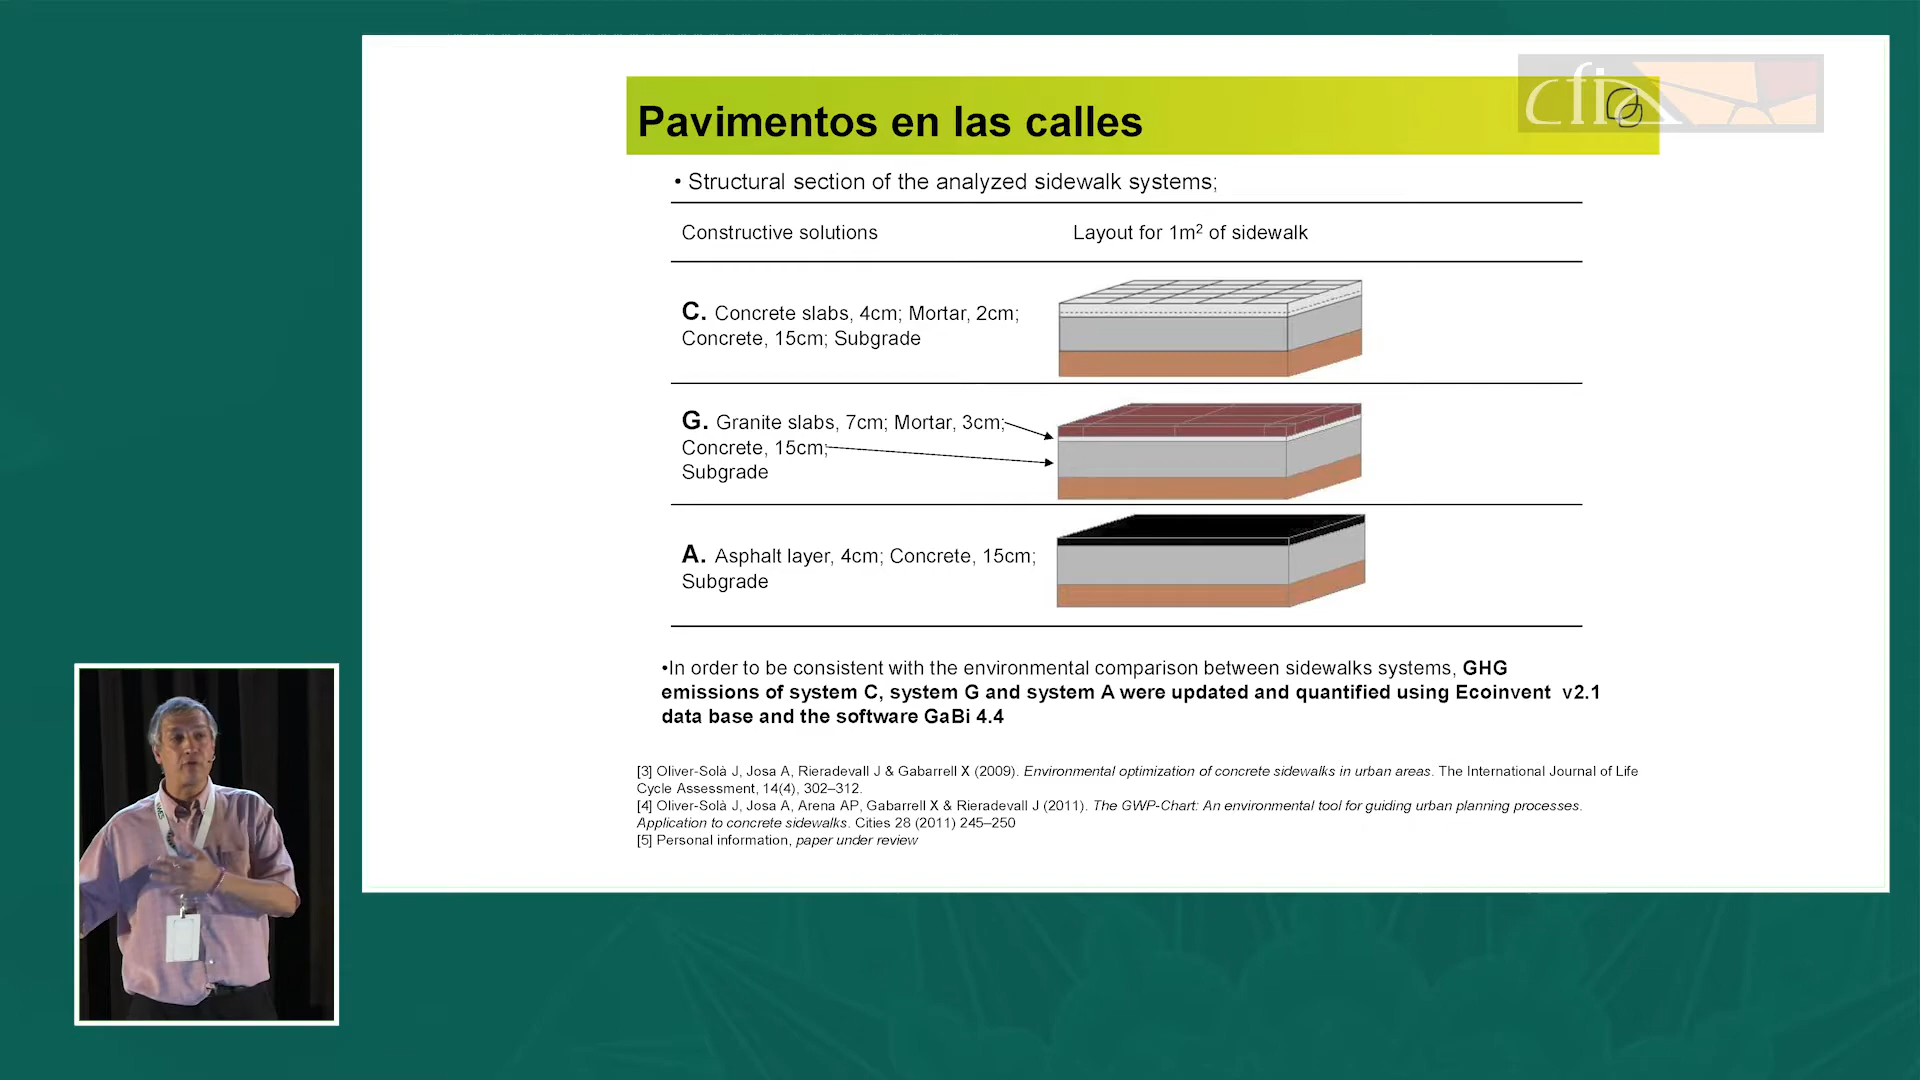 cfia
Pavimentos en las calles
• Structural section of the analyzed sidewalk systems;
Constructive solutions
Layout for 1m² of sidewalk
C. Concrete slabs, 4cm; Mortar, 2cm;
Concrete, 15cm; Subgrade
G. Granite slabs, 7cm; Mortar, 3cm;
Concrete, 15cm;
Subgrade
A. Asphalt layer, 4cm; Concrete, 15cm;
Subgrade
•In order to be consistent with the environmental comparison between sidewalks systems, GHG
emissions of system C, system G and system A were updated and quantified using Ecoinvent v2.1
data base and the software GaBi 4.4
[3] Oliver-Solà J, Josa A, Rieradevall J & Gabarrell X (2009). Environmental optimization of concrete sidewalks in urban areas. The International Journal of Life
Cycle Assessment, 14(4), 302–312.
[4] Oliver-Solà J, Josa A, Arena AP, Gabarrell X & Rieradevall J (2011). The GWP-Chart: An environmental tool for guiding urban planning processes.
Application to concrete sidewalks. Cities 28 (2011) 245–250
[5] Personal information, paper under review